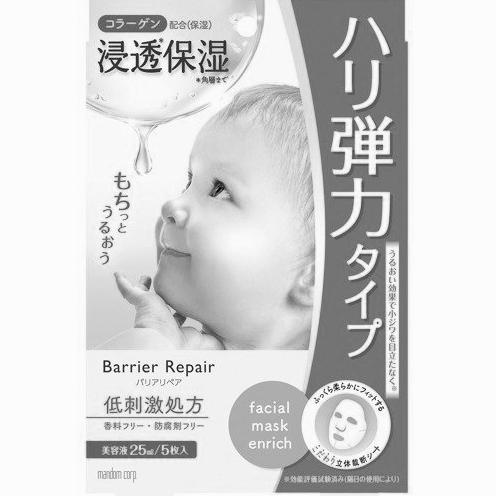 コラーゲン 配合(保湿)
浸透*保湿
*角層まで
もちっと
うるおう
ハリ弾力タイプ
うるおい効果で小ジワを目立たなく※
Barrier Repair
バリアリペア
低刺激処方
香料フリー・防腐剤フリー
美容液25ml/5枚入
mandom corp.
facial
mask
enrich
ふっくら柔らかにフィットする
こだわり立体裁断シート
※効能評価試験済み(隔日の使用により)